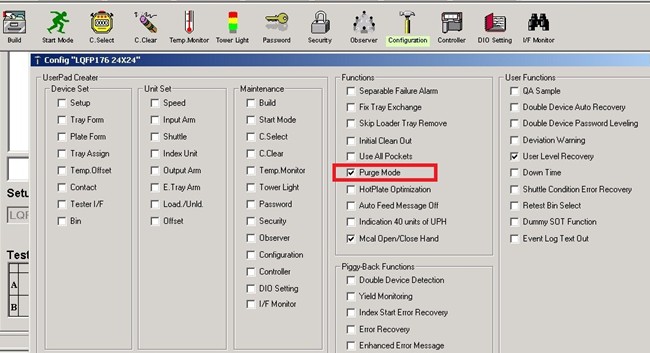 Build
Start Mode
C.Select
C.Clear
Temp.Monitor
Tower Light
Password
Security
Observer
Configuration
Controller
DIO Setting
I/F Monitor
Config "LQFP176 24X24"
UserPad Creater
Device Set
Setup
Tray Form
Plate Form
Tray Assign
Temp.Offset
Contact
Tester I/F
Bin
Unit Set
Speed
Input Arm
Shuttle
Index Unit
Output Arm
E.Tray Arm
Load./Unld.
Offset
Maintenance
Build
Start Mode
C.Select
C.Clear
Temp.Monitor
Tower Light
Password
Security
Observer
Configuration
Controller
DIO Setting
I/F Monitor
Functions
Separable Failure Alarm
Fix Tray Exchange
Skip Loader Tray Remove
Initial Clean Out
Use All Pockets
Purge Mode
HotPlate Optimization
Auto Feed Message Off
Indication 40 units of UPH
Mcal Open/Close Hand
Piggy-Back Functions
Double Device Detection
Yield Monitoring
Index Start Error Recovery
Error Recovery
Enhanced Error Message
User Functions
QA Sample
Double Device Auto Recovery
Double Device Password Leveling
Deviation Warning
User Level Recovery
Down Time
Shuttle Condition Error Recovery
Retest Bin Select
Dummy SOT Function
Event Log Text Out
Setu
LQF
Test
A
B